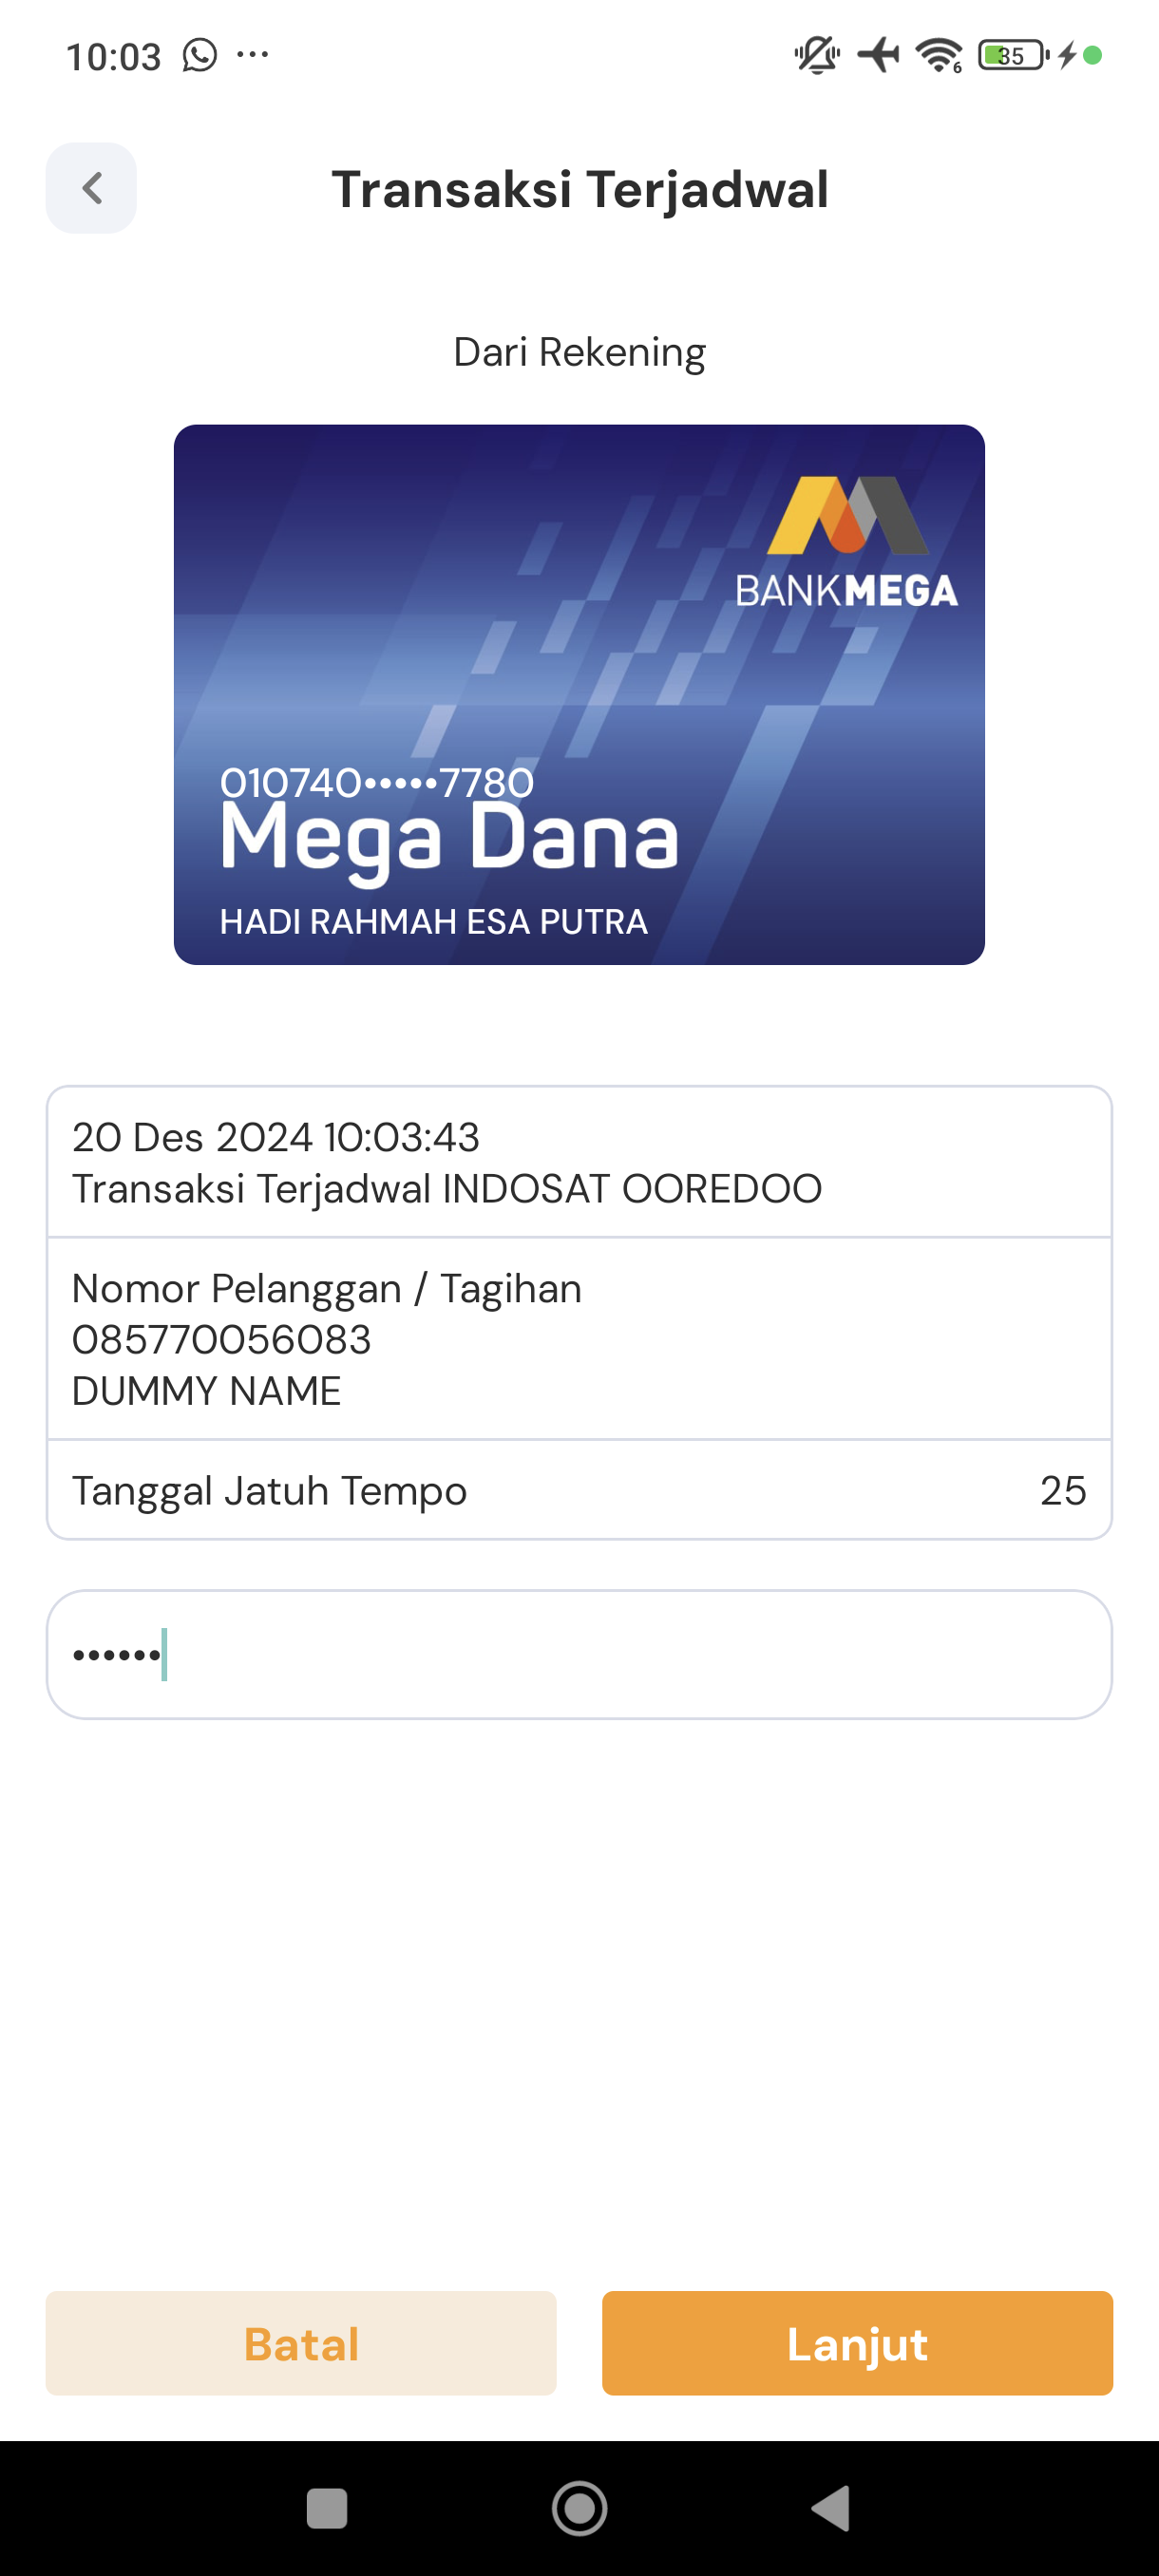 10:03 ...
6 35
Transaksi Terjadwal
Dari Rekening
BANKMEGA
010740•••••7780
Mega Dana
HADI RAHMAH ESA PUTRA
20 Des 2024 10:03:43
Transaksi Terjadwal INDOSAT OOREDOO
Nomor Pelanggan / Tagihan
085770056083
DUMMY NAME
Tanggal Jatuh Tempo 25
••••••
Batal Lanjut